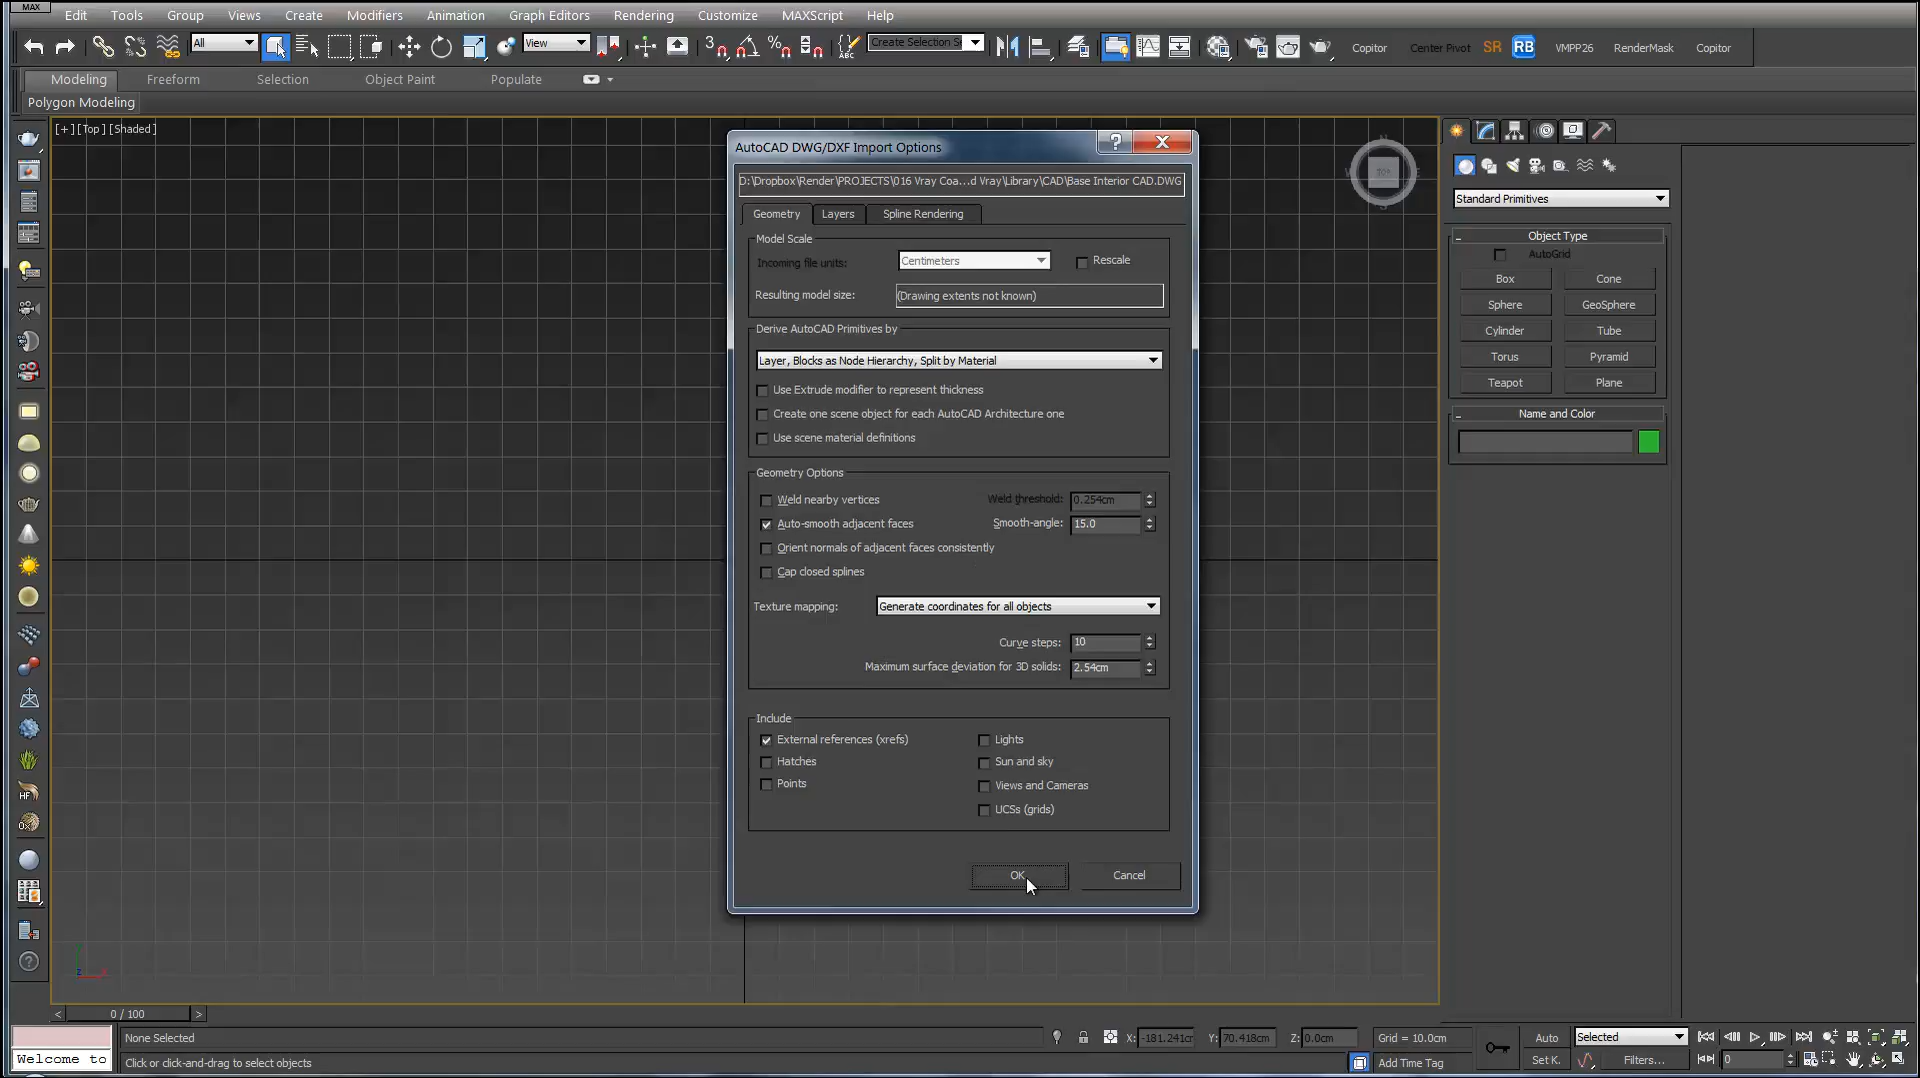 MAX
Edit Tools Group Views Create Modifiers Animation Graph Editors Rendering Customize MAXScript Help
All View 3 % ABC Create Selection Se Copitor Center Pivot SR RB VMPP26 RenderMask Copitor
Modeling Freeform Selection Object Paint Populate
Polygon Modeling
[+] [Top] [Shaded]
AutoCAD DWG/DXF Import Options
D:\Dropbox\Render\PROJECTS\016 Vray Coa...d Vray\Library\CAD\Base Interior CAD.DWG
Geometry Layers Spline Rendering
Model Scale
Incoming file units: Centimeters Rescale
Resulting model size: (Drawing extents not known)
Derive AutoCAD Primitives by
Layer, Blocks as Node Hierarchy, Split by Material
Use Extrude modifier to represent thickness
Create one scene object for each AutoCAD Architecture one
Use scene material definitions
Geometry Options
Weld nearby vertices Weld threshold: 0.254cm
Auto-smooth adjacent faces Smooth-angle: 15.0
Orient normals of adjacent faces consistently
Cap closed splines
Texture mapping: Generate coordinates for all objects
Curve steps: 10
Maximum surface deviation for 3D solids: 2.54cm
Include
External references (xrefs) Lights
Hatches Sun and sky
Points Views and Cameras
UCSs (grids)
OK Cancel
TOP
Standard Primitives
- Object Type
AutoGrid
Box Cone
Sphere GeoSphere
Cylinder Tube
Torus Pyramid
Teapot Plane
- Name and Color
HF
< 0 / 100 >
None Selected X: -181.241cr Y: 70.418cm Z: 0.0cm Grid = 10.0cm Auto Selected
Welcome to Click or click-and-drag to select objects Add Time Tag Set K. Filters... 0